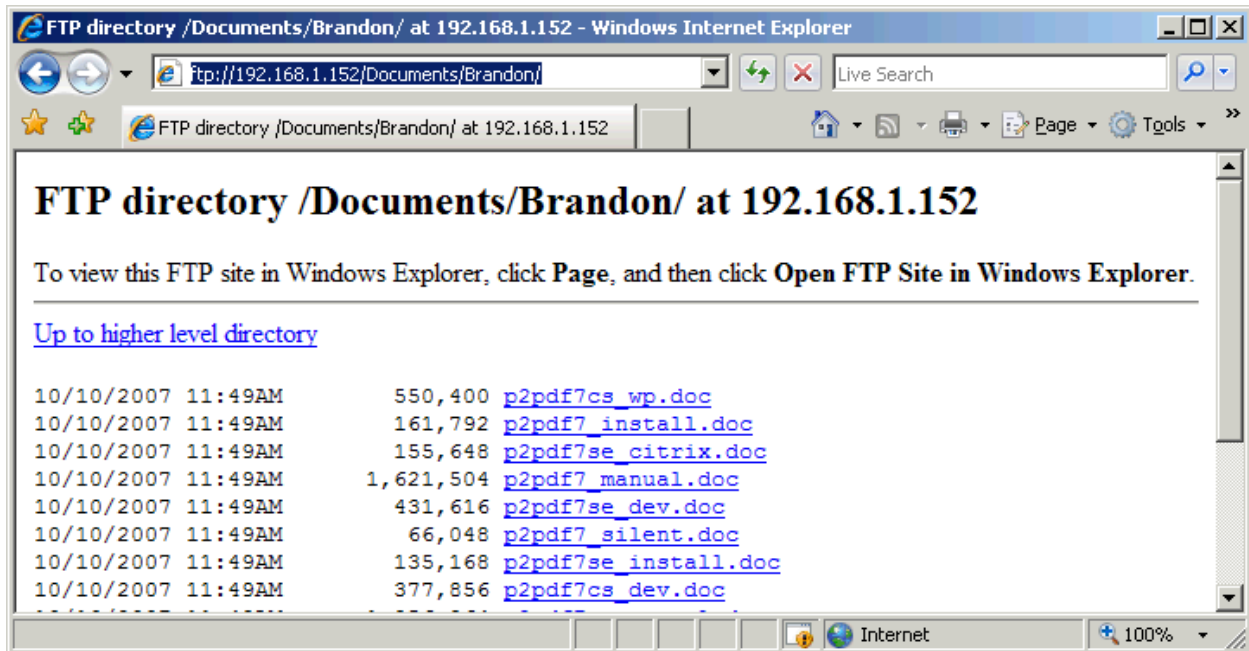 FTP directory /Documents/Brandon/ at 192.168.1.152 - Windows Internet Explorer
ftp://192.168.1.152/Documents/Brandon/ Live Search
FTP directory /Documents/Brandon/ at 192.168.1.152 Page Tools »
FTP directory /Documents/Brandon/ at 192.168.1.152
To view this FTP site in Windows Explorer, click Page, and then click Open FTP Site in Windows Explorer.
Up to higher level directory
10/10/2007 11:49AM 550,400 p2pdf7cs_wp.doc
10/10/2007 11:49AM 161,792 p2pdf7_install.doc
10/10/2007 11:49AM 155,648 p2pdf7se_citrix.doc
10/10/2007 11:49AM 1,621,504 p2pdf7_manual.doc
10/10/2007 11:49AM 431,616 p2pdf7se_dev.doc
10/10/2007 11:49AM 66,048 p2pdf7_silent.doc
10/10/2007 11:49AM 135,168 p2pdf7se_install.doc
10/10/2007 11:49AM 377,856 p2pdf7cs_dev.doc
Internet 100%